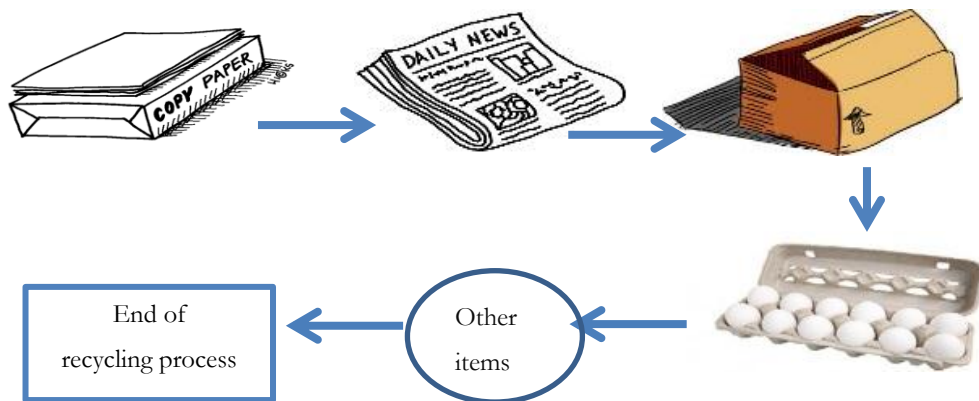 COPY PAPER
DAILY NEWS
Other
items
End of
recycling process